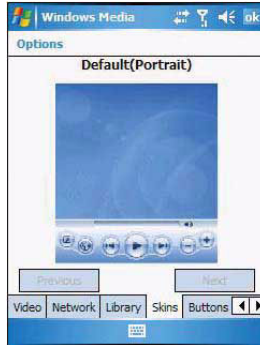 Windows Media ok
Options
Default(Portrait)
Previous Next
Video Network Library Skins Buttons